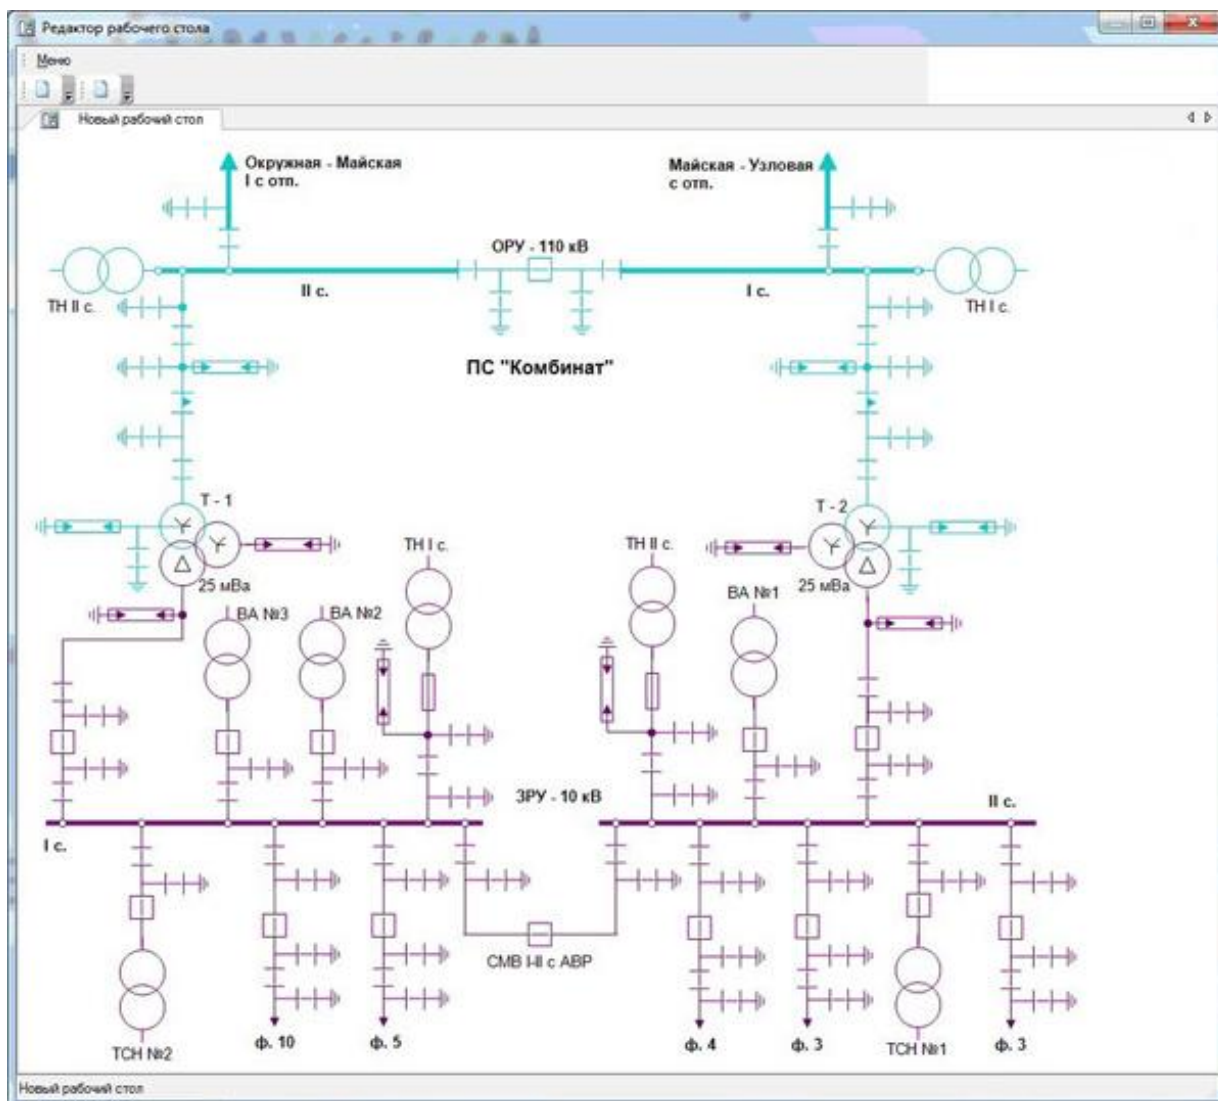 Редактор рабочего стола
Меню
Новый рабочий стол
Окружная - Майская
I с отп.
Майская - Узловая
с отп.
ОРУ - 110 кВ
II с.
I с.
ТН II с.
ТН I с.
ПС "Комбинат"
Т - 1
Т - 2
25 мВа
25 мВа
ТН I с.
ТН II с.
ВА №3
ВА №2
ВА №1
ЗРУ - 10 кВ
I с.
II с.
СМВ I-II с АВР
ТСН №2
ф. 10
ф. 5
ф. 4
ф. 3
ТСН №1
ф. 3
Новый рабочий стол